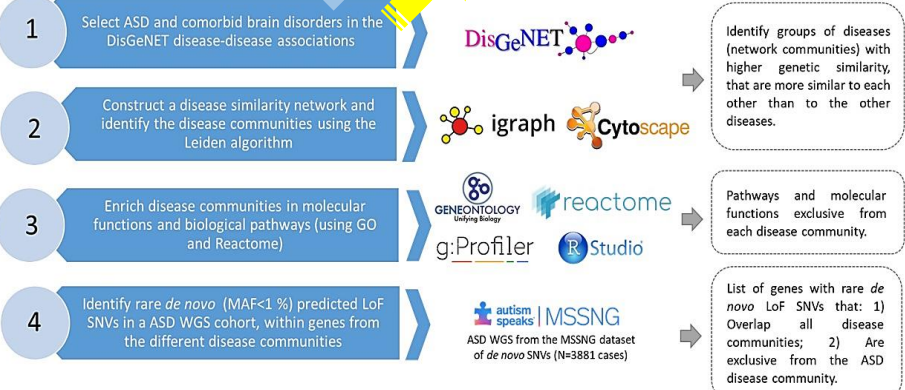 1
Select ASD and comorbid brain disorders in the
DisGeNET disease-disease associations
DisGeNET
2
Construct a disease similarity network and
identify the disease communities using the
Leiden algorithm
igraph
Cytoscape
Identify groups of diseases
(network communities) with
higher genetic similarity,
that are more similar to each
other than to the other
diseases.
3
Enrich disease communities in molecular
functions and biological pathways (using GO
and Reactome)
GENEONTOLOGY
Unifying Biology
reactome
g:Profiler
R Studio
Pathways and molecular
functions exclusive from
each disease community.
4
Identify rare de novo (MAF<1 %) predicted LoF
SNVs in a ASD WGS cohort, within genes from
the different disease communities
autism
speaks
MSSNG
ASD WGS from the MSSNG dataset
of de novo SNVs (N=3881 cases)
List of genes with rare de
novo LoF SNVs that: 1)
Overlap all disease
communities; 2) Are
exclusive from the ASD
disease community.